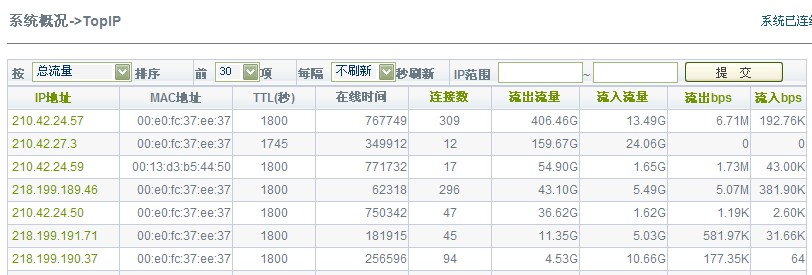 系统概况->TopIP 系统已连
按 总流量 排序 前 30 项 每隔 不刷新 秒刷新 IP范围 ~ 提 交
IP地址 MAC地址 TTL(秒) 在线时间 连接数 流出流量 流入流量 流出bps 流入bps
210.42.24.57 00:e0:fc:37:ee:37 1800 767749 309 406.46G 13.49G 6.71M 192.76K
210.42.27.3 00:e0:fc:37:ee:37 1745 349912 12 159.67G 24.06G 0 0
210.42.24.59 00:13:d3:b5:44:50 1800 771732 17 54.90G 1.65G 1.73M 43.00K
218.199.189.46 00:e0:fc:37:ee:37 1800 62318 296 43.10G 5.49G 5.07M 381.90K
210.42.24.50 00:e0:fc:37:ee:37 1800 750342 47 36.62G 1.62G 1.19K 2.60K
218.199.191.71 00:e0:fc:37:ee:37 1800 181915 45 11.35G 5.03G 581.97K 31.66K
218.199.190.37 00:e0:fc:37:ee:37 1800 256596 94 4.53G 10.66G 177.35K 64